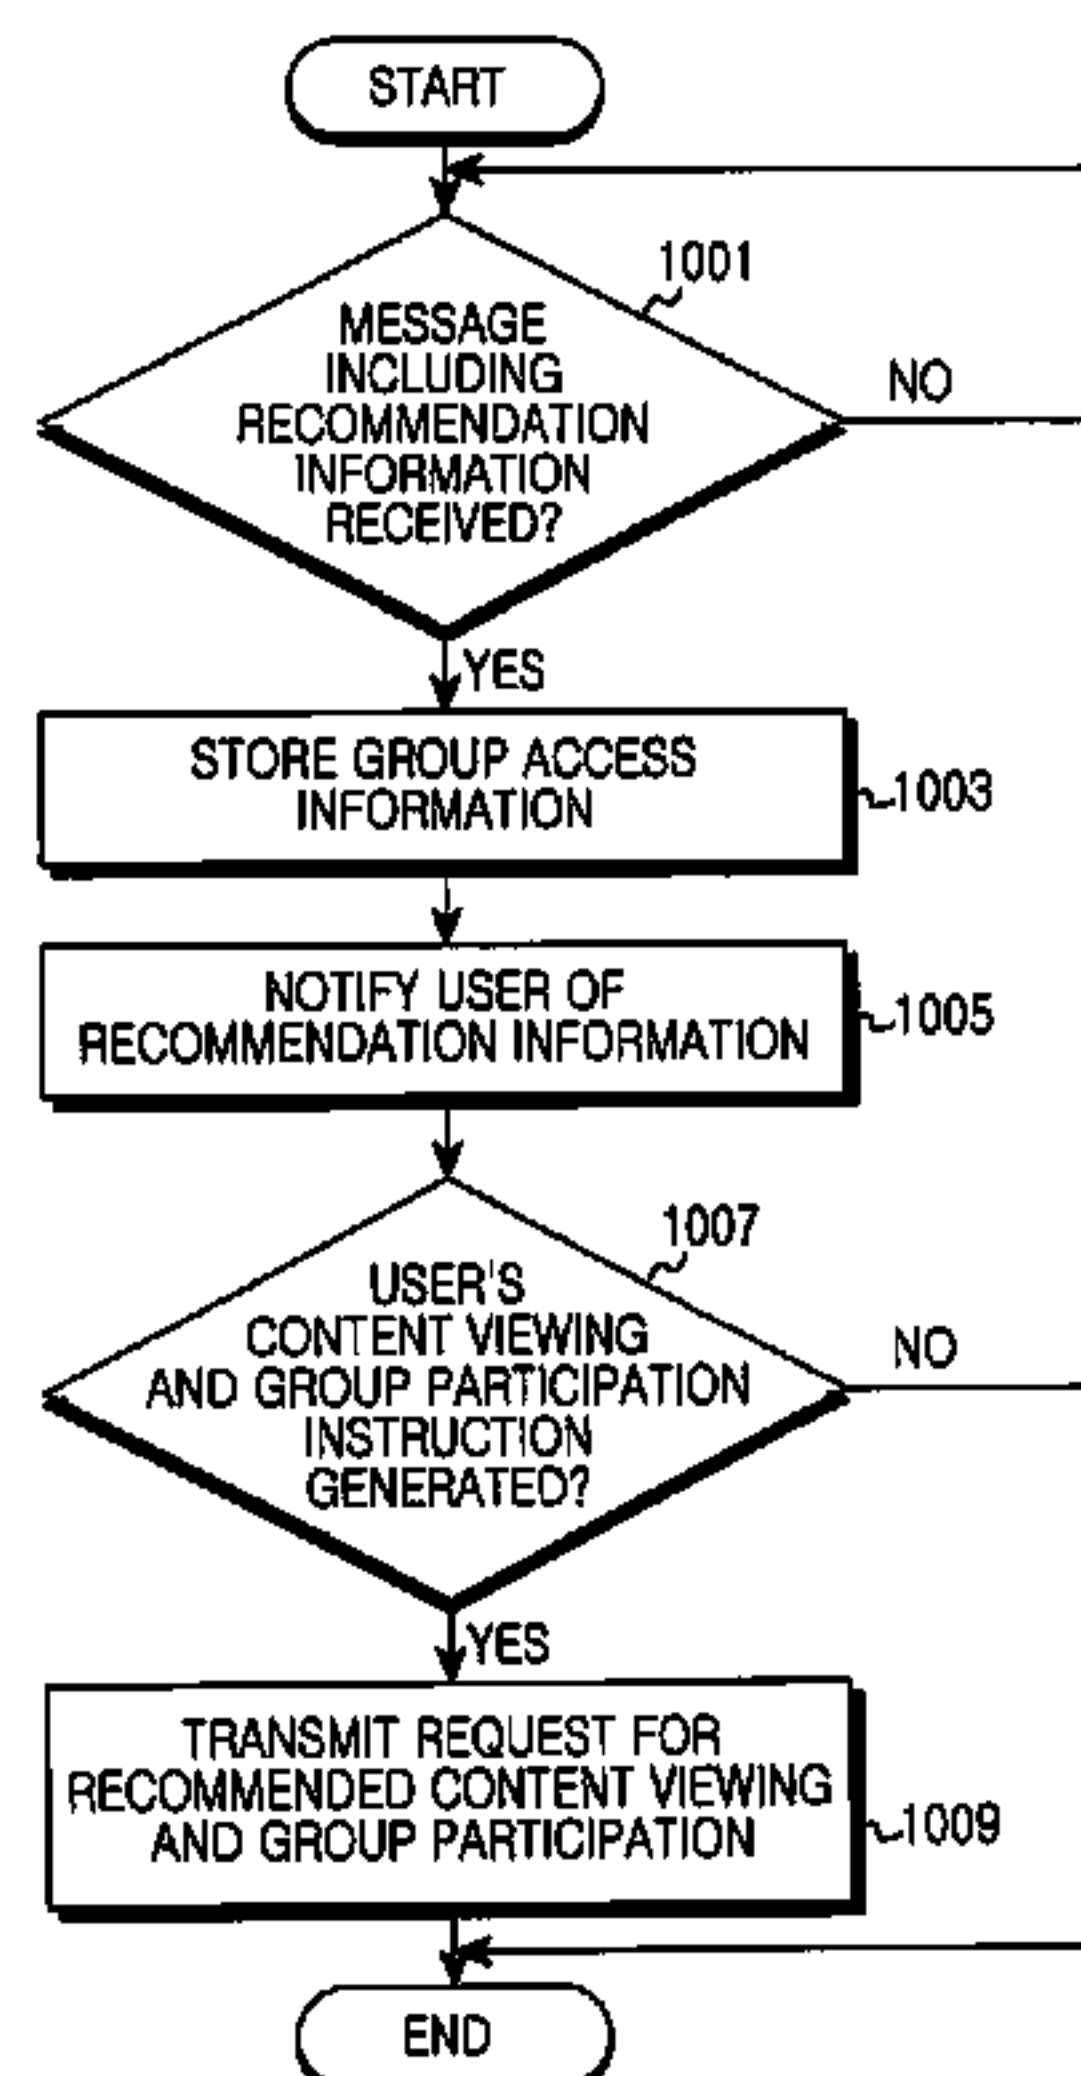 START
1001
MESSAGE
INCLUDING
RECOMMENDATION
INFORMATION
RECEIVED?
NO
YES
STORE GROUP ACCESS
INFORMATION
1003
NOTIFY USER OF
RECOMMENDATION INFORMATION
1005
1007
USER'S
CONTENT VIEWING
AND GROUP PARTICIPATION
INSTRUCTION
GENERATED?
NO
YES
TRANSMIT REQUEST FOR
RECOMMENDED CONTENT VIEWING
AND GROUP PARTICIPATION
1009
END